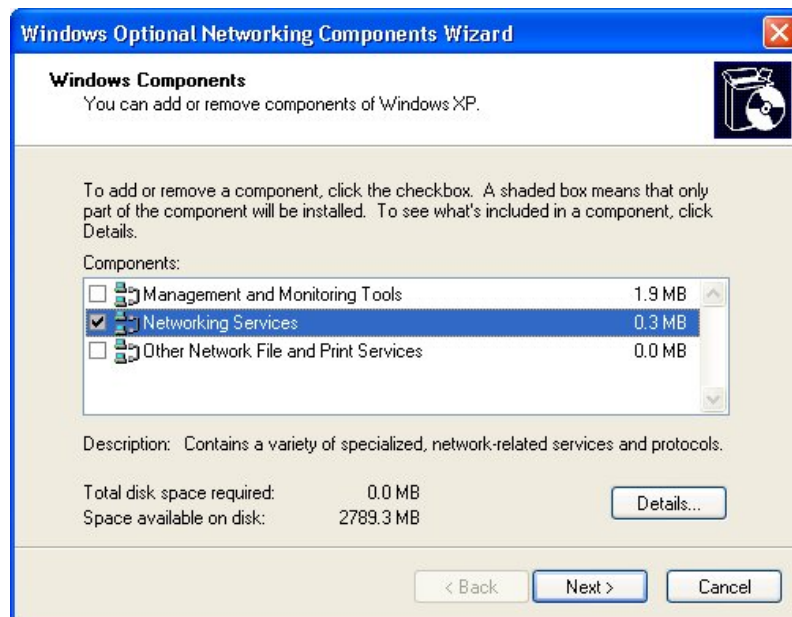 Windows Optional Networking Components Wizard
Windows Components
You can add or remove components of Windows XP.
To add or remove a component, click the checkbox. A shaded box means that only
part of the component will be installed. To see what's included in a component, click
Details.
Components:
Management and Monitoring Tools 1.9 MB
Networking Services 0.3 MB
Other Network File and Print Services 0.0 MB
Description: Contains a variety of specialized, network-related services and protocols.
Total disk space required: 0.0 MB
Space available on disk: 2789.3 MB
Details...
< Back Next > Cancel